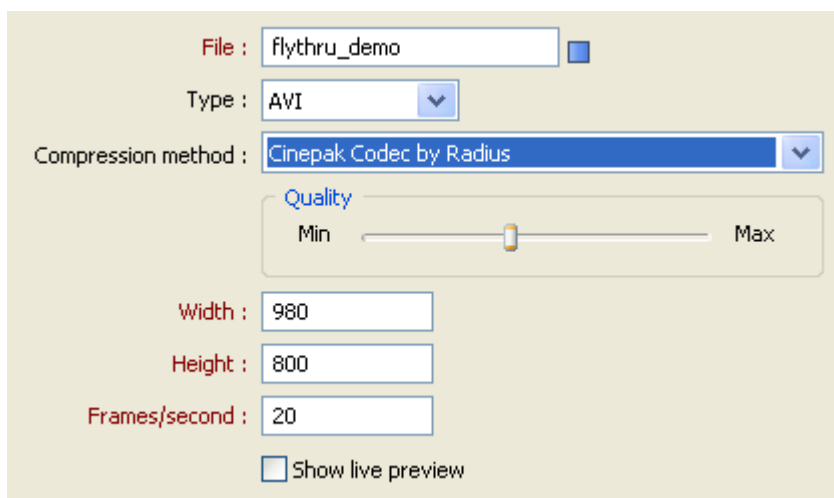 File : flythru_demo
Type : AVI
Compression method : Cinepak Codec by Radius
Quality
Min Max
Width : 980
Height : 800
Frames/second : 20
Show live preview